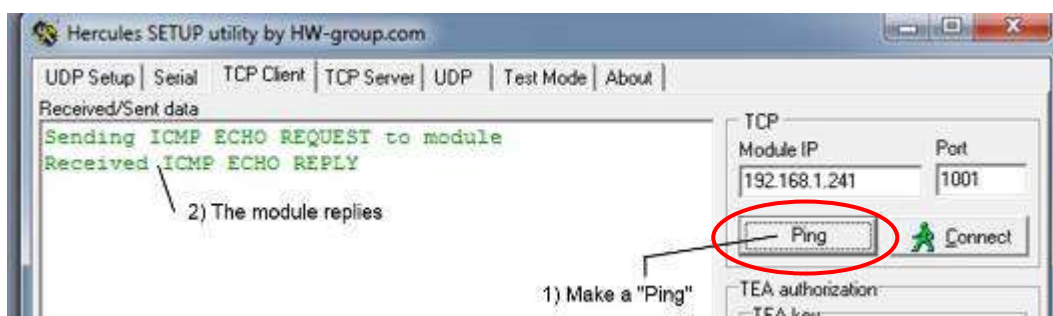 Hercules SETUP utility by HW-group.com
UDP Setup Serial TCP Client TCP Server UDP Test Mode About
Received/Sent data
Sending ICMP ECHO REQUEST to module
Received ICMP ECHO REPLY
2) The module replies
1) Make a "Ping"
TCP
Module IP Port
192.168.1.241 1001
Ping Connect
TEA authorization
TEA key